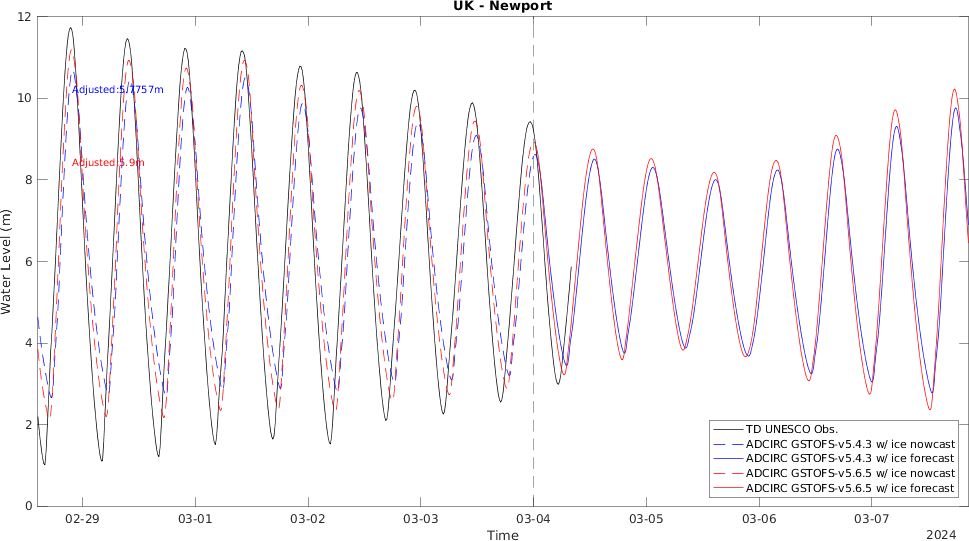 UK - Newport
12
10
8
6
4
2
0
Water Level (m)
Adjusted:5.7757m
Adjusted:5.9m
TD UNESCO Obs.
ADCIRC GSTOFS-v5.4.3 w/ ice nowcast
ADCIRC GSTOFS-v5.4.3 w/ ice forecast
ADCIRC GSTOFS-v5.6.5 w/ ice nowcast
ADCIRC GSTOFS-v5.6.5 w/ ice forecast
02-29 03-01 03-02 03-03 03-04 03-05 03-06 03-07
Time
2024